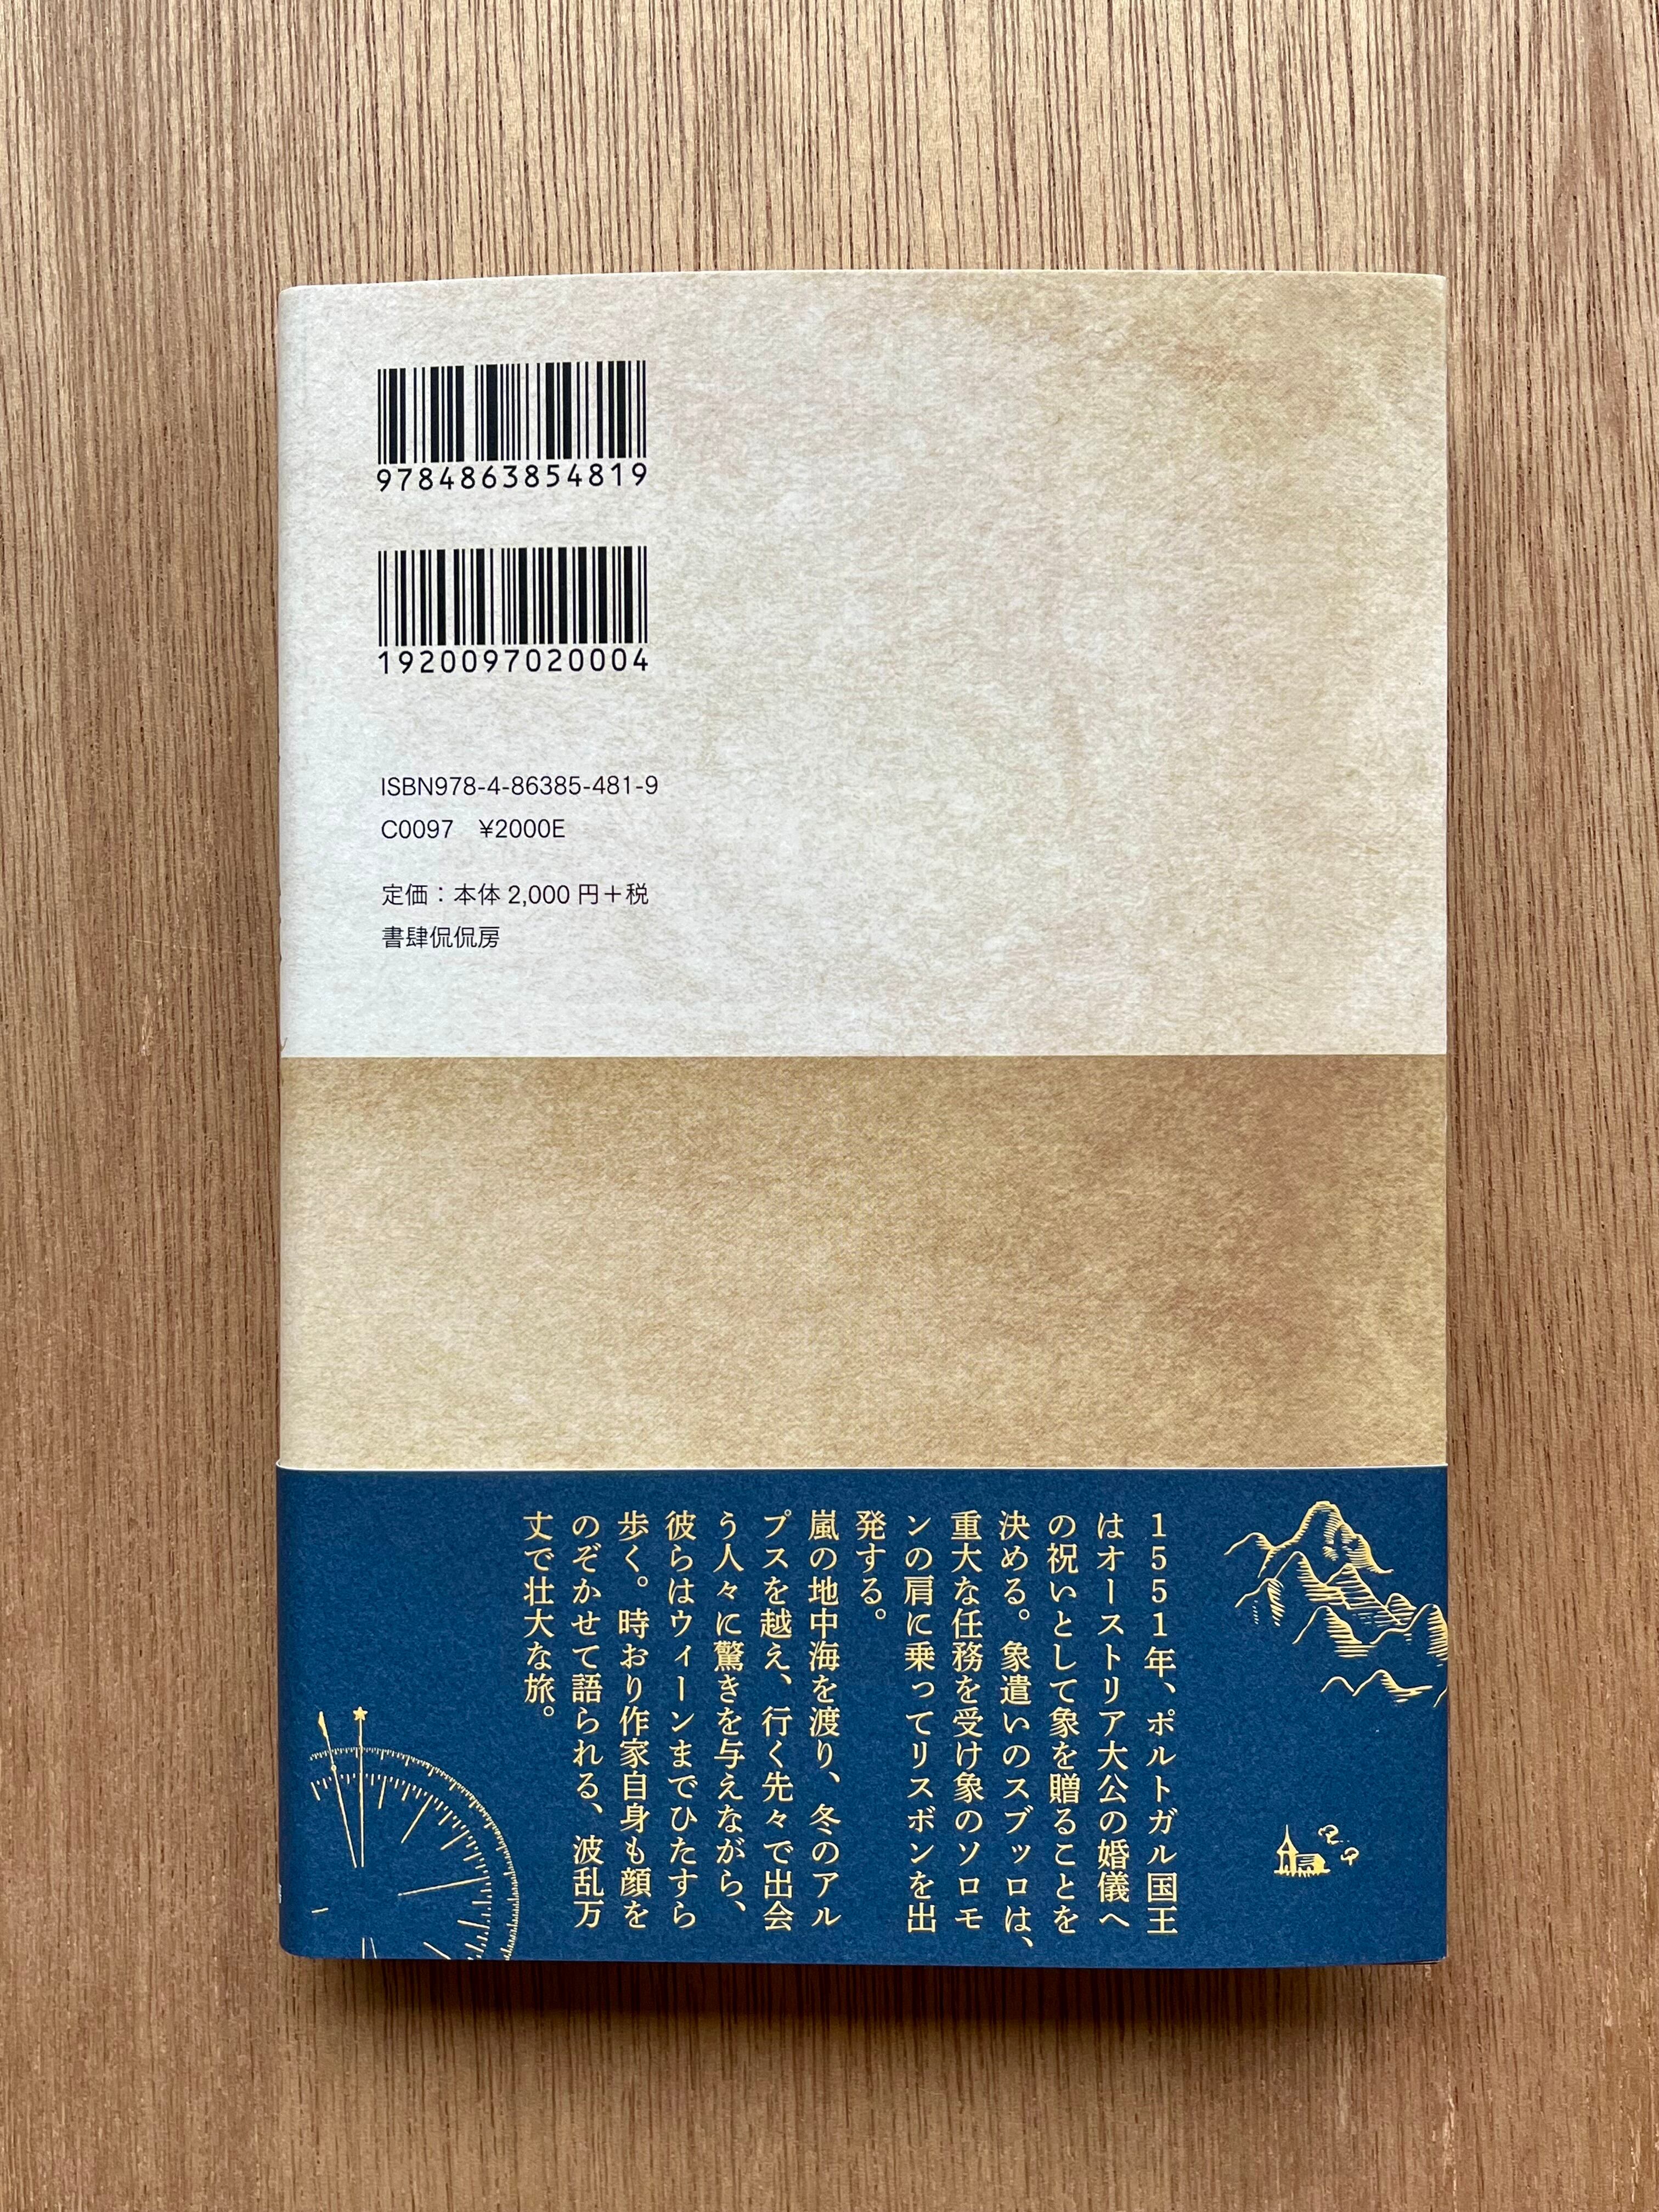 9784863854819
1920097020004
ISBN978-4-86385-481-9
C0097 ¥2000E
定価：本体 2,000 円＋税
書肆侃侃房
1551年、ポルトガル国王
はオーストリア大公の婚儀へ
の祝いとして象を贈ることを
決める。象遣いのスブッロは、
重大な任務を受け象のソロモ
ンの肩に乗ってリスボンを出
発する。
嵐の地中海を渡り、冬のアル
プスを越え、行く先々で出会
う人々に驚きを与えながら、
彼らはウィーンまでひたすら
歩く。時おり作家自身も顔を
のぞかせて語られる、波乱万
丈で壮大な旅。